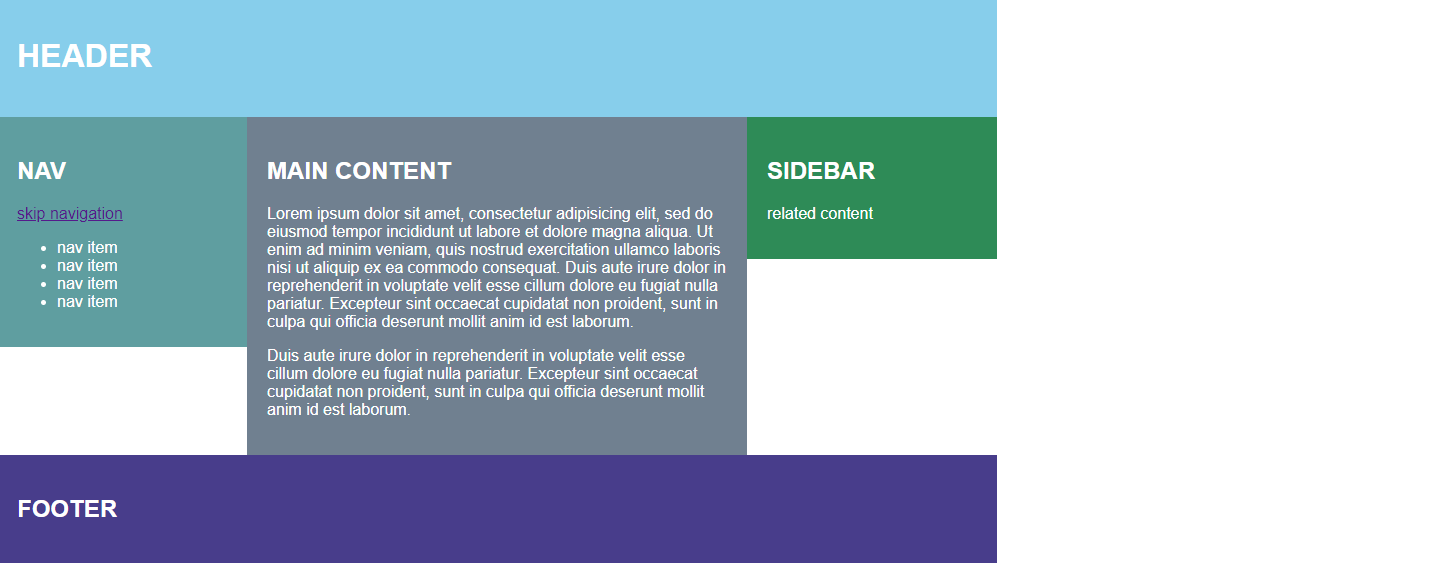 HEADER
NAV
skip navigation
nav item
nav item
nav item
nav item
MAIN CONTENT
Lorem ipsum dolor sit amet, consectetur adipisicing elit, sed do
eiusmod tempor incididunt ut labore et dolore magna aliqua. Ut
enim ad minim veniam, quis nostrud exercitation ullamco laboris
nisi ut aliquip ex ea commodo consequat. Duis aute irure dolor in
reprehenderit in voluptate velit esse cillum dolore eu fugiat nulla
pariatur. Excepteur sint occaecat cupidatat non proident, sunt in
culpa qui officia deserunt mollit anim id est laborum.
Duis aute irure dolor in reprehenderit in voluptate velit esse
cillum dolore eu fugiat nulla pariatur. Excepteur sint occaecat
cupidatat non proident, sunt in culpa qui officia deserunt mollit
anim id est laborum.
SIDEBAR
related content
FOOTER